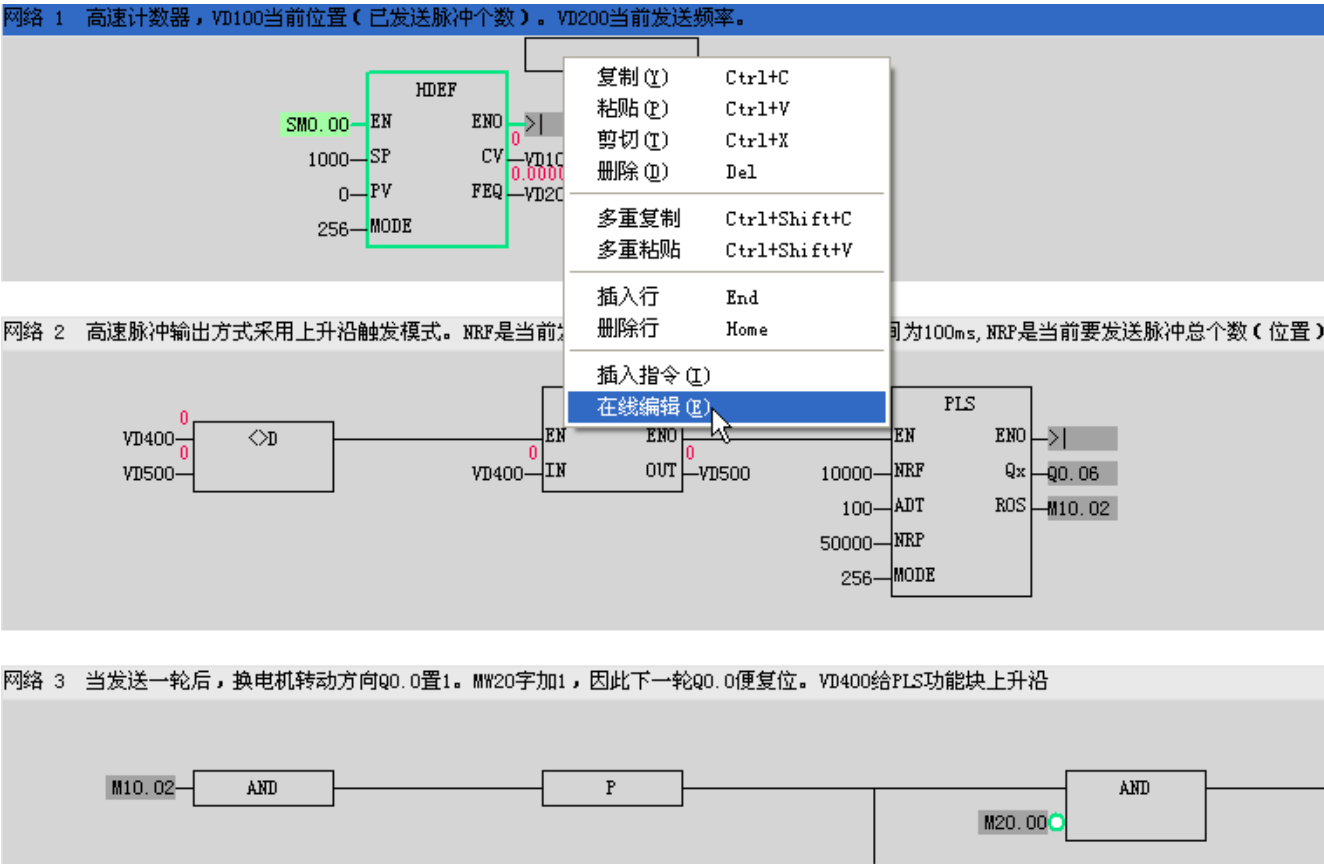 网络 1 高速计数器，VD100当前位置（已发送脉冲个数）。VD200当前发送频率。
HDEF
SM0.00 EN ENO >|
0
1000 SP CV VD10
0.0000
0 PV FEQ VD20
256 MODE
复制(Y) Ctrl+C
粘贴(P) Ctrl+V
剪切(T) Ctrl+X
删除(D) Del
多重复制 Ctrl+Shift+C
多重粘贴 Ctrl+Shift+V
插入行 End
删除行 Home
插入指令(I)
在线编辑(E)
网络 2 高速脉冲输出方式采用上升沿触发模式。NRF是当前 为100ms,NRP是当前要发送脉冲总个数（位置）
PLS
0
VD400 <>D EN ENO EN ENO >|
0 0 0
VD500 VD400 IN OUT VD500 10000 NRF Qx Q0.06
100 ADT ROS M10.02
50000 NRP
256 MODE
网络 3 当发送一轮后，换电机转动方向Q0.0置1。MW20字加1，因此下一轮Q0.0便复位。VD400给PLS功能块上升沿
M10.02 AND P AND
M20.00